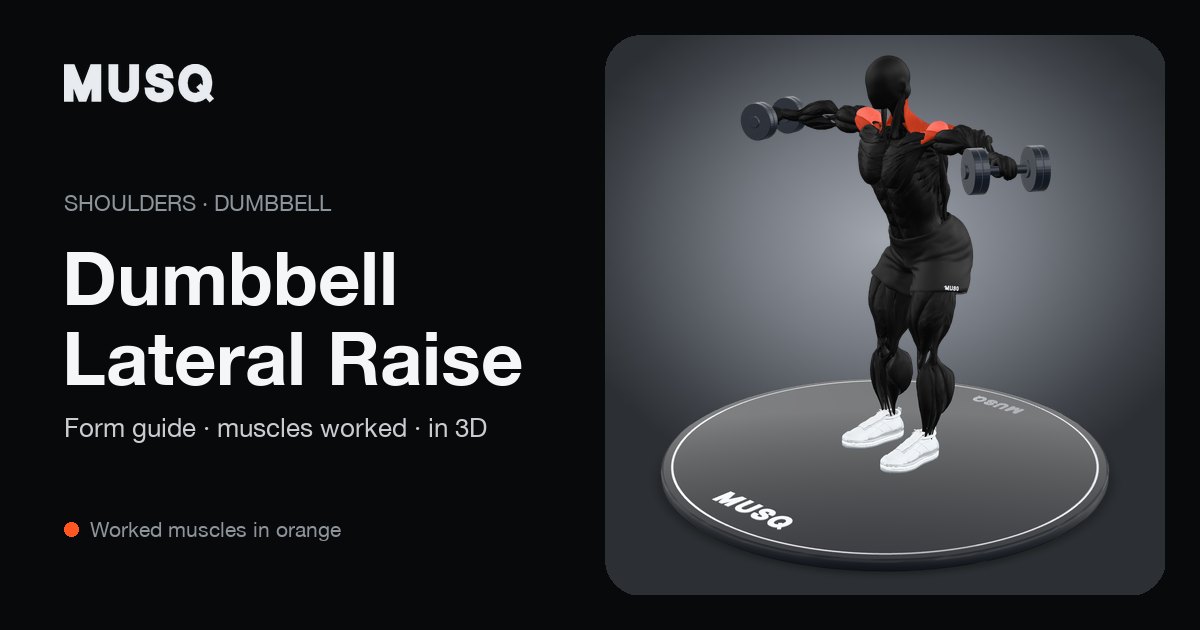 MUSQ
SHOULDERS · DUMBBELL
Dumbbell
Lateral Raise
Form guide · muscles worked · in 3D
Worked muscles in orange
MUSQ
MUSQ
MUSQ